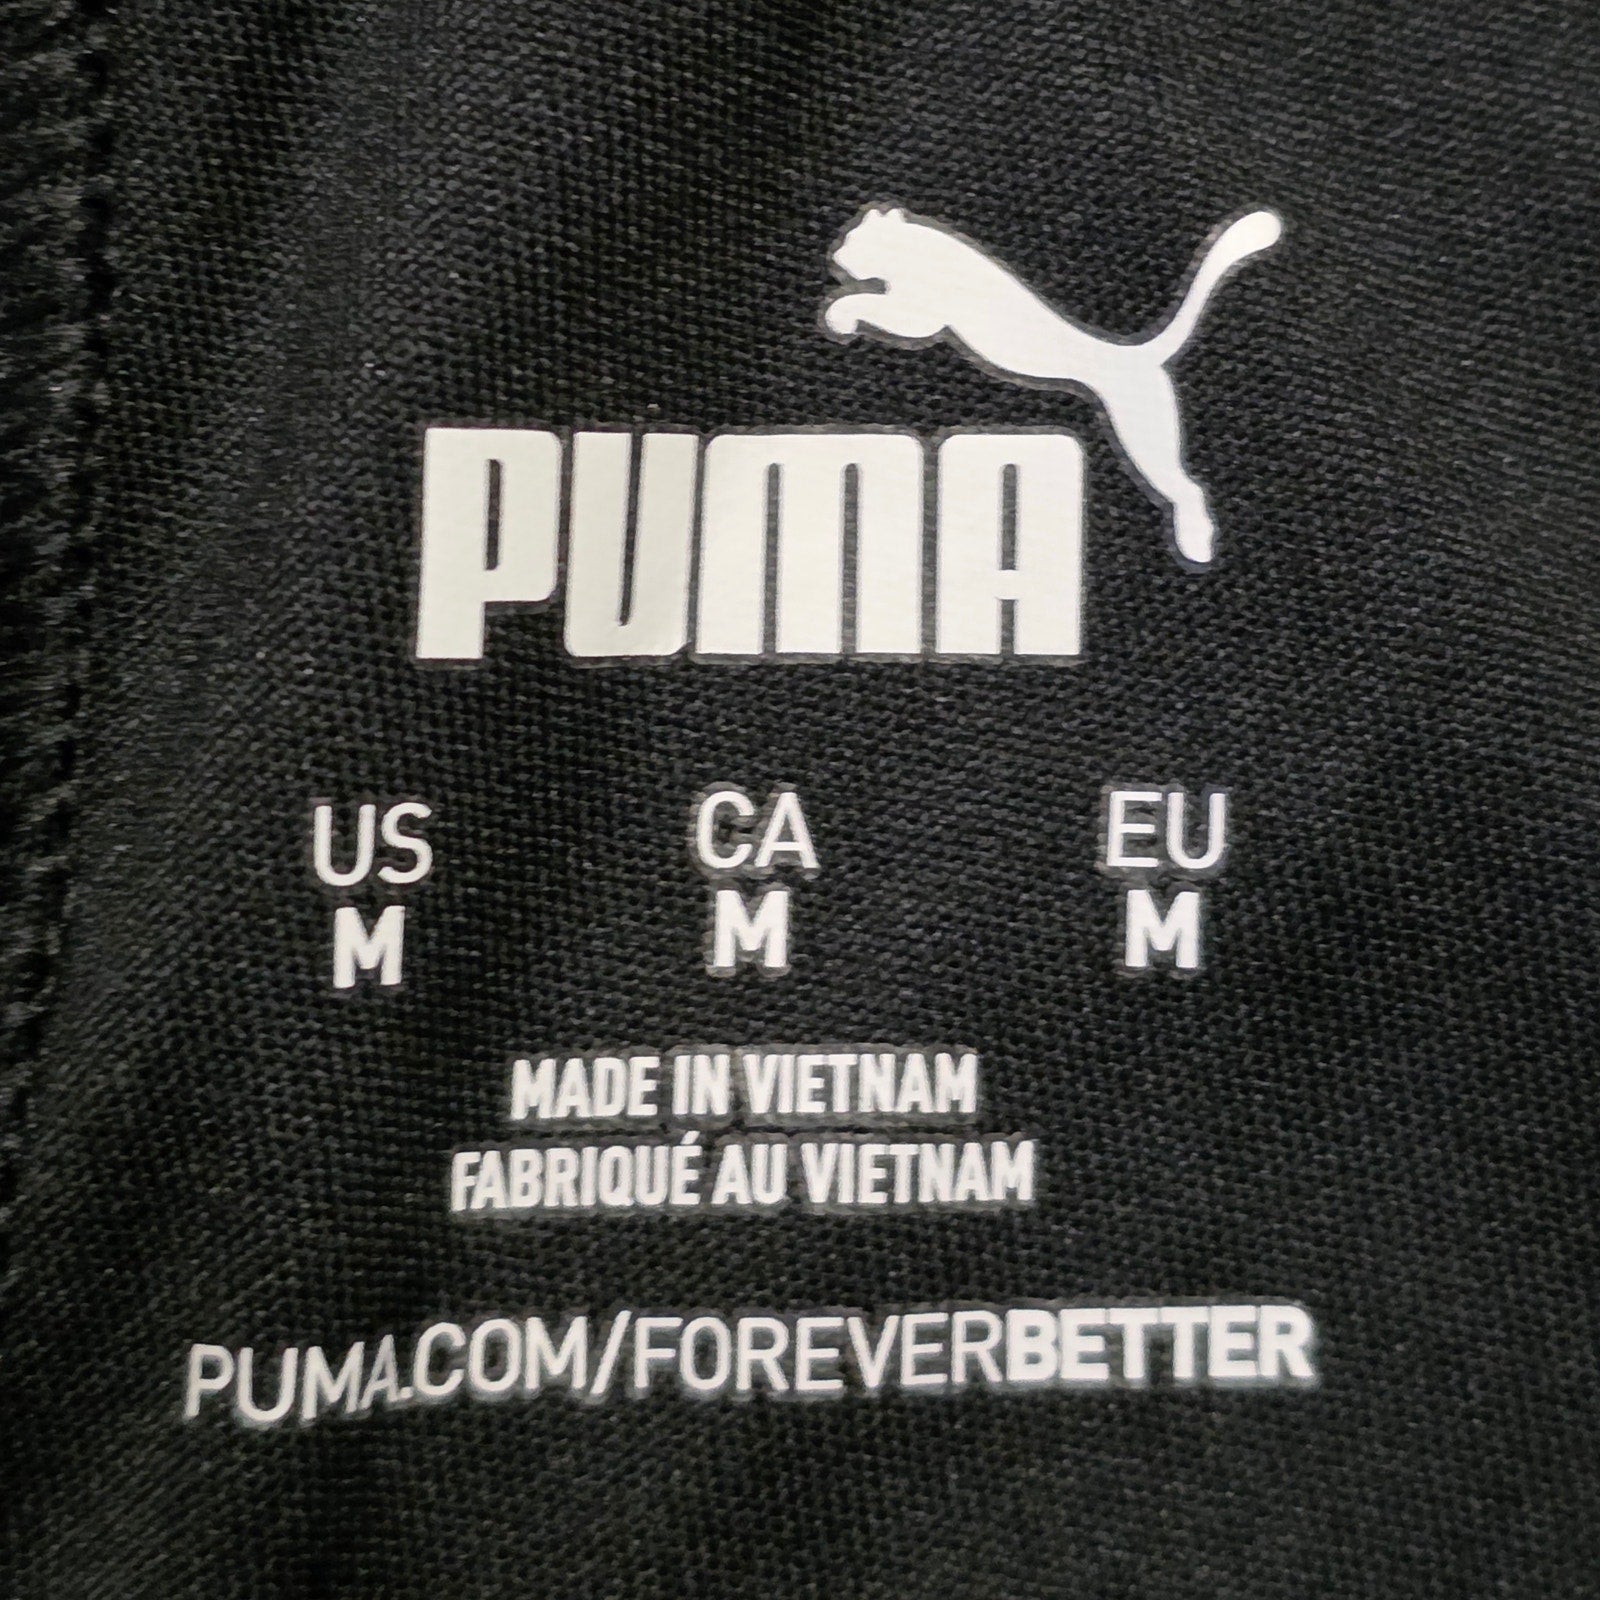 PUMA
US CA EU
M M M
MADE IN VIETNAM
FABRIQUÉ AU VIETNAM
PUMA.COM/FOREVERBETTER